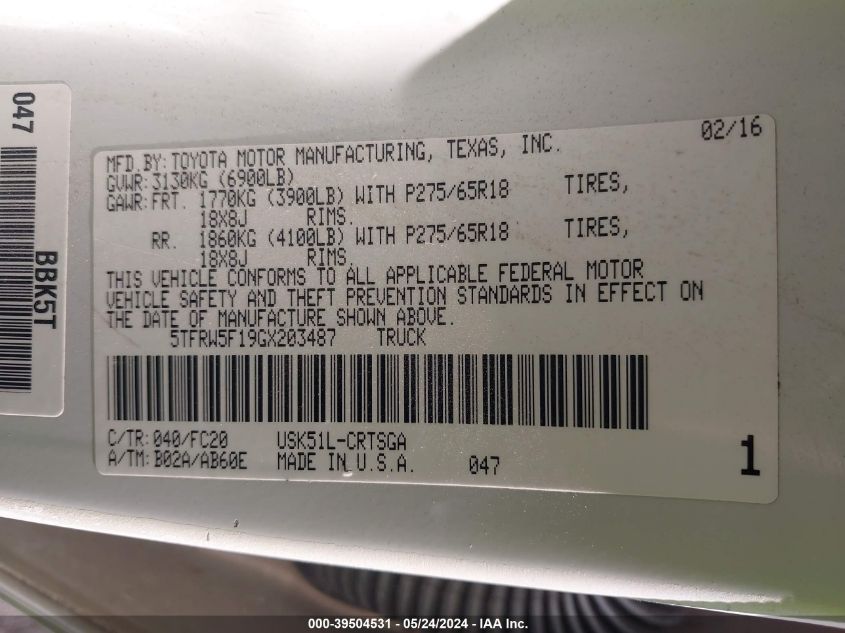 047
BBK5T
02/16
MFD.BY:TOYOTA MOTOR MANUFACTURING, TEXAS, INC.
GVWR:3130KG (6900LB)
GAWR:FRT. 1770KG (3900LB) WITH P275/65R18 TIRES,
18X8J RIMS.
RR. 1860KG (4100LB) WITH P275/65R18 TIRES,
18X8J RIMS.
THIS VEHICLE CONFORMS TO ALL APPLICABLE FEDERAL MOTOR
VEHICLE SAFETY AND THEFT PREVENTION STANDARDS IN EFFECT ON
THE DATE OF MANUFACTURE SHOWN ABOVE.
5TFRW5F19GX203487 TRUCK
C/TR:040/FC20 USK51L-CRTSGA
A/TM:B02A/AB60E MADE IN U.S.A. 047
1
000-39504531 - 05/24/2024 - IAA Inc.